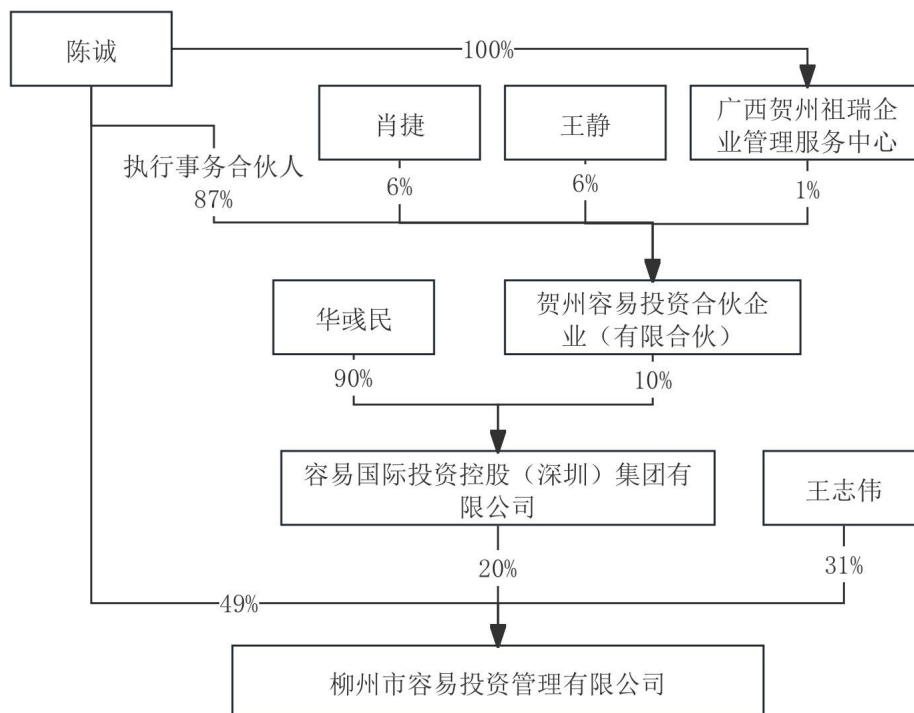 陈诚
100%
肖捷
王静
广西贺州祖瑞企
业管理服务中心
执行事务合伙人
87%
6%
6%
1%
华彧民
贺州容易投资合伙企
业（有限合伙）
90%
10%
容易国际投资控股（深圳）集团有
限公司
王志伟
20%
31%
49%
柳州市容易投资管理有限公司